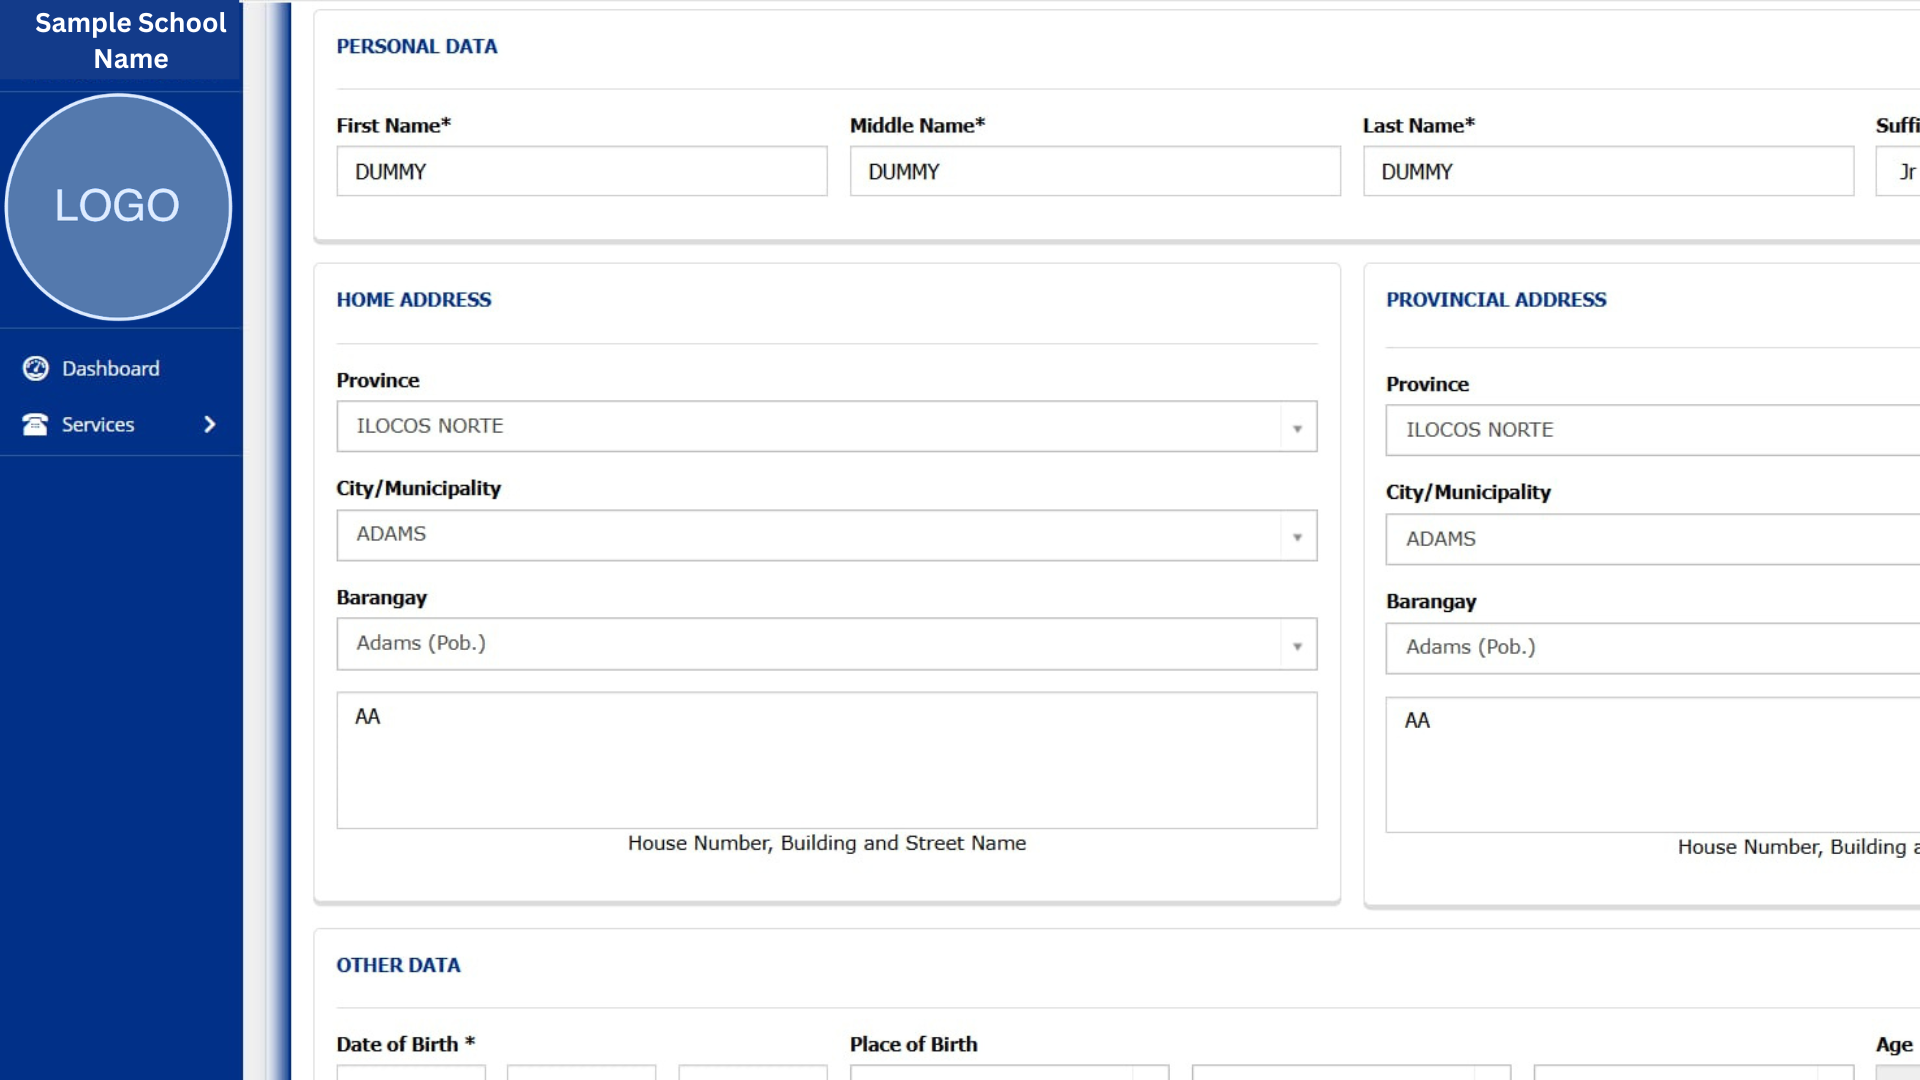 Sample School
Name
LOGO
Dashboard
Services
PERSONAL DATA
First Name* Middle Name* Last Name* Suffi
DUMMY DUMMY DUMMY Jr
HOME ADDRESS
Province
ILOCOS NORTE
City/Municipality
ADAMS
Barangay
Adams (Pob.)
AA
House Number, Building and Street Name
PROVINCIAL ADDRESS
Province
ILOCOS NORTE
City/Municipality
ADAMS
Barangay
Adams (Pob.)
AA
House Number, Building a
OTHER DATA
Date of Birth * Place of Birth Age